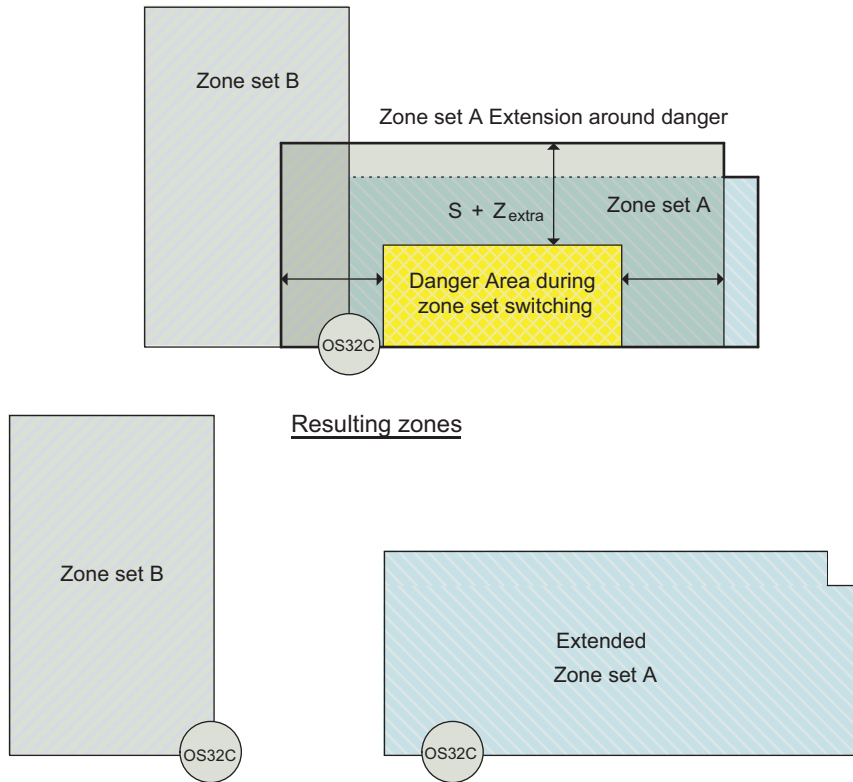 Zone set B
Zone set A Extension around danger
S + Zextra
Zone set A
Danger Area during
zone set switching
OS32C
Resulting zones
Zone set B
Extended
Zone set A
OS32C
OS32C